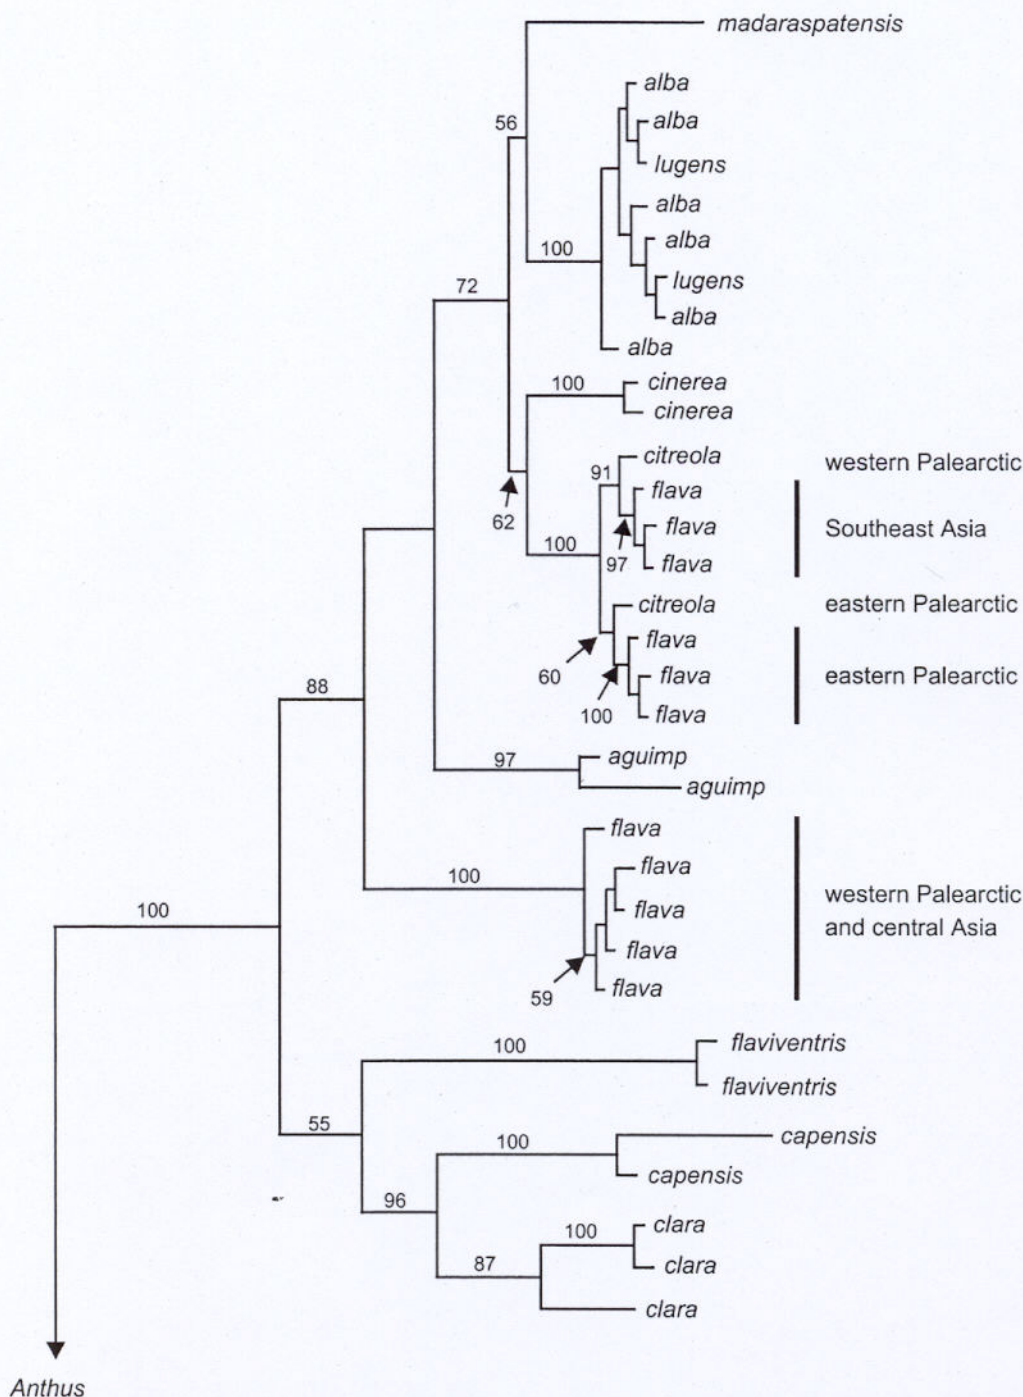 madaraspatensis
alba
56
alba
lugens
alba
alba
100
lugens
72
alba
alba
100
cinerea
cinerea
citreola
western Palearctic
91
flava
62
flava
Southeast Asia
100
97
flava
citreola
eastern Palearctic
flava
60
flava
eastern Palearctic
88
100
flava
97
aguimp
aguimp
flava
100
flava
flava
western Palearctic
and central Asia
100
flava
59
flava
100
flaviventris
flaviventris
55
100
capensis
capensis
96
100
clara
87
clara
clara
Anthus